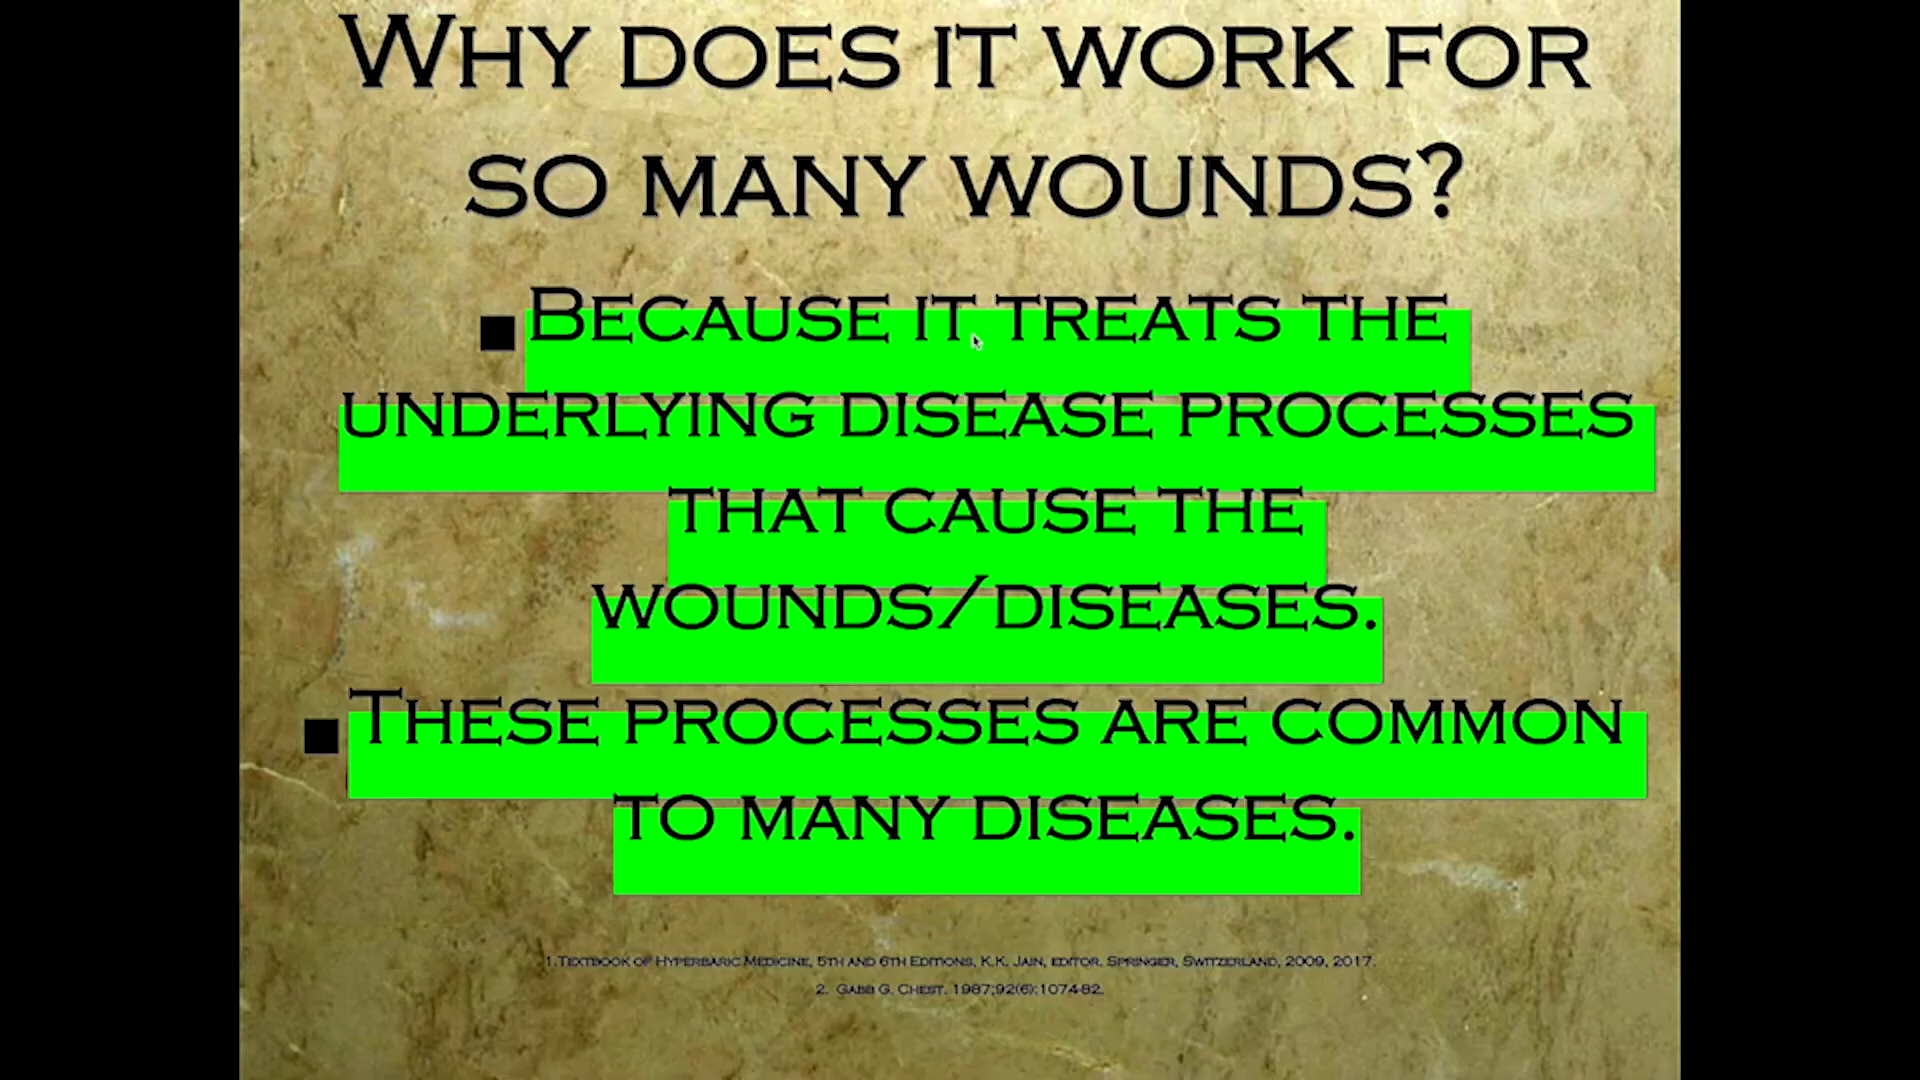 WHY DOES IT WORK FOR
SO MANY WOUNDS?
■ BECAUSE IT TREATS THE
UNDERLYING DISEASE PROCESSES
THAT CAUSE THE
WOUNDS/DISEASES.
■ THESE PROCESSES ARE COMMON
TO MANY DISEASES.
1.TEXTBOOK OF HYPERBARIC MEDICINE, 5TH AND 6TH EDITIONS, K.K. JAIN, EDITOR. SPRINGER, SWITZERLAND, 2009, 2017.
2. GABB G. CHEST. 1987;92(6):1074-82.